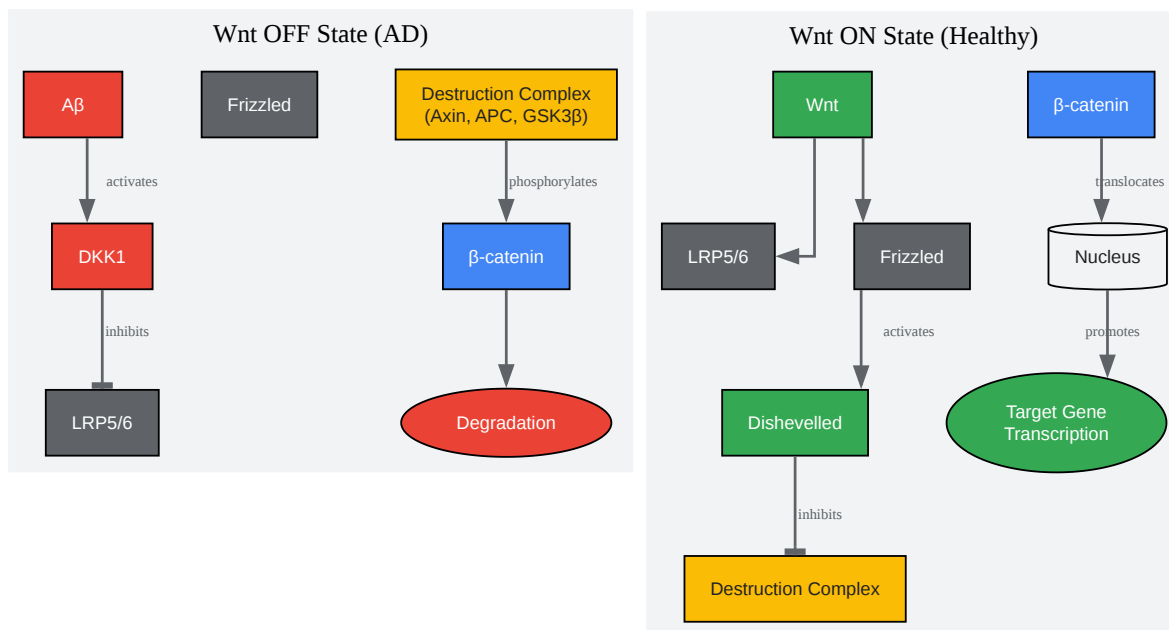 Wnt OFF State (AD)
Aβ
Frizzled
Destruction Complex
(Axin, APC, GSK3β)
activates
phosphorylates
DKK1
β-catenin
inhibits
LRP5/6
Degradation
Wnt ON State (Healthy)
Wnt
β-catenin
translocates
LRP5/6
Frizzled
Nucleus
activates
promotes
Dishevelled
Target Gene
Transcription
inhibits
Destruction Complex